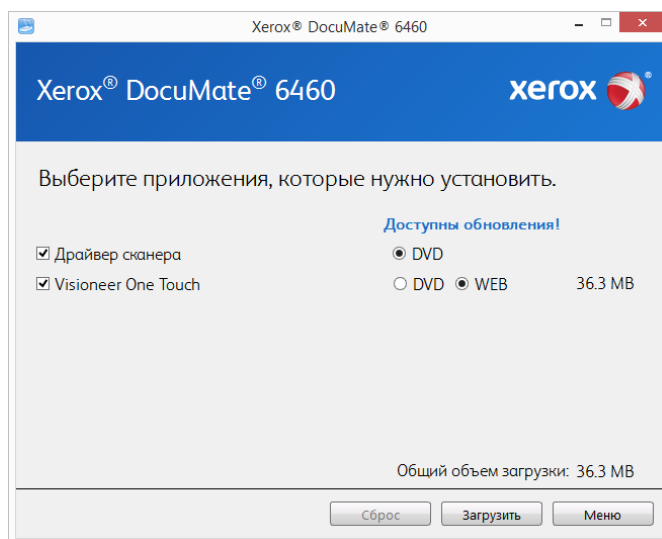 Xerox® DocuMate® 6460
Xerox® DocuMate® 6460
xerox ®
Выберите приложения, которые нужно установить.
Доступны обновления!
Драйвер сканера DVD
Visioneer One Touch DVD WEB 36.3 MB
Общий объем загрузки: 36.3 MB
Сброс Загрузить Меню